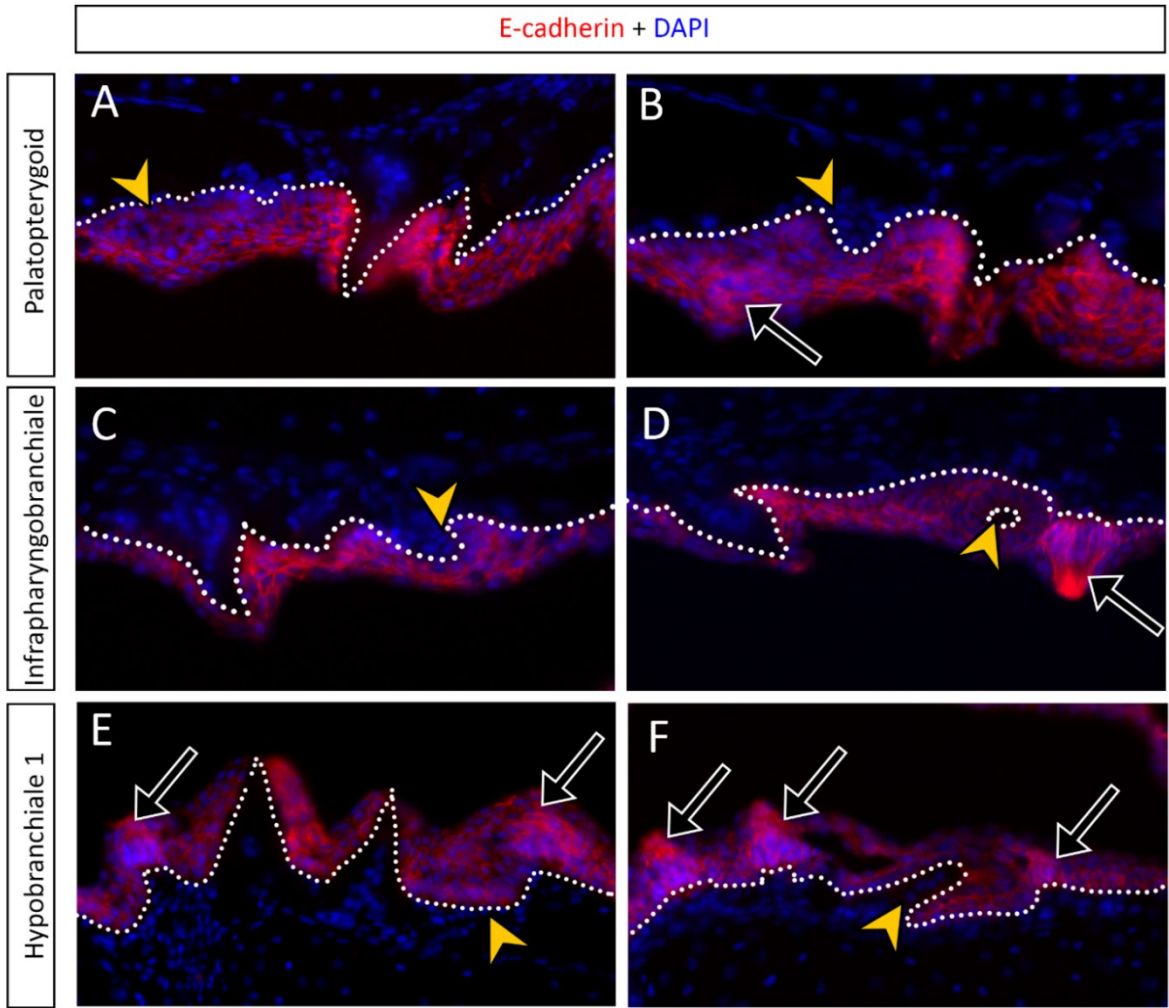 E-cadherin + DAPI
Palatopterygoid
A
B
Infrapharyngobranchiale
C
D
Hypobranchiale 1
E
F